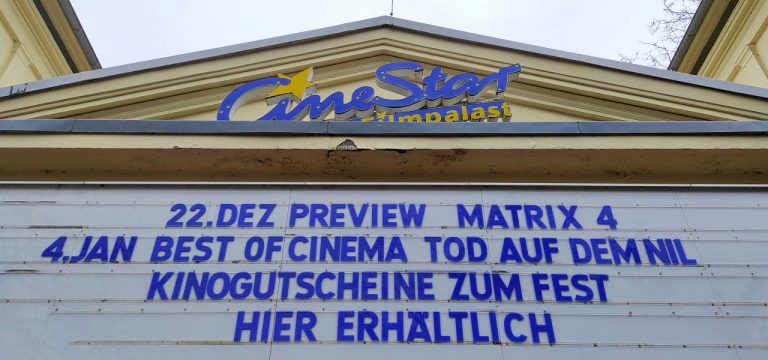 CineStar
Filmpalast
22.DEZ PREVIEW MATRIX 4
4.JAN BEST OF CINEMA TOD AUF DEM NIL
KINOGUTSCHEINE ZUM FEST
HIER ERHÄLTLICH